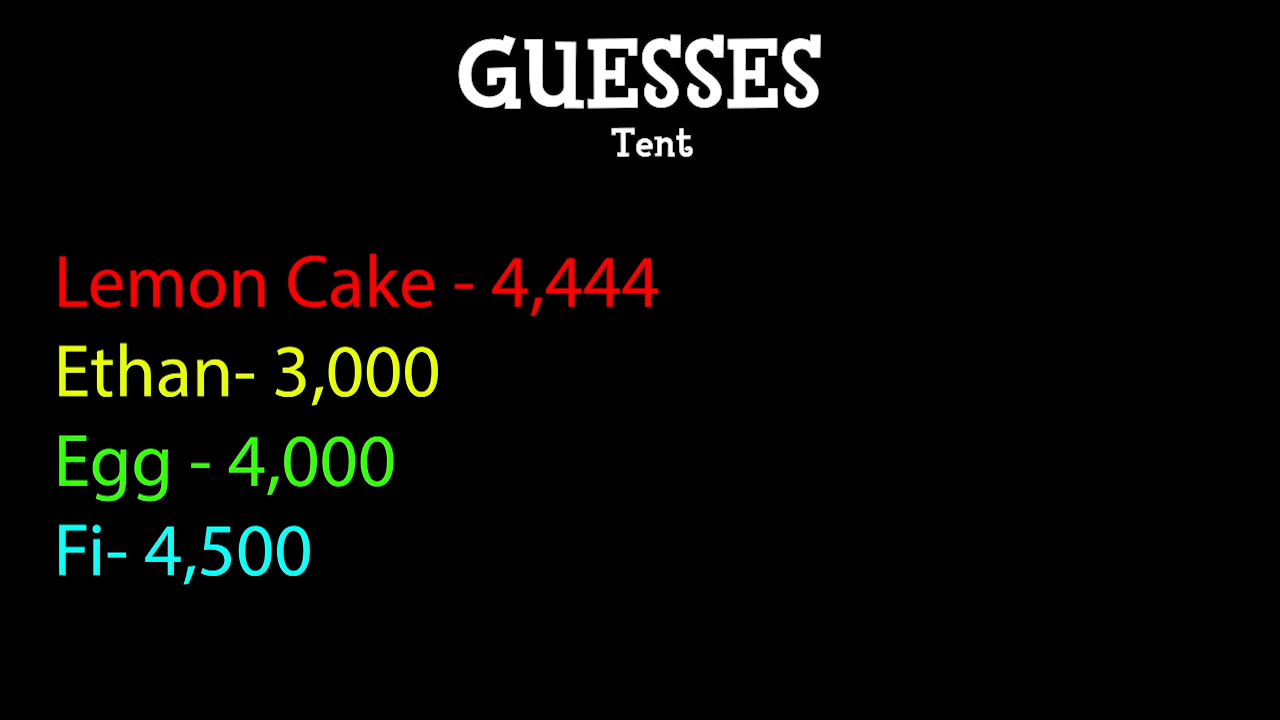 GUESSES
Tent
Lemon Cake - 4,444
Ethan- 3,000
Egg - 4,000
Fi- 4,500